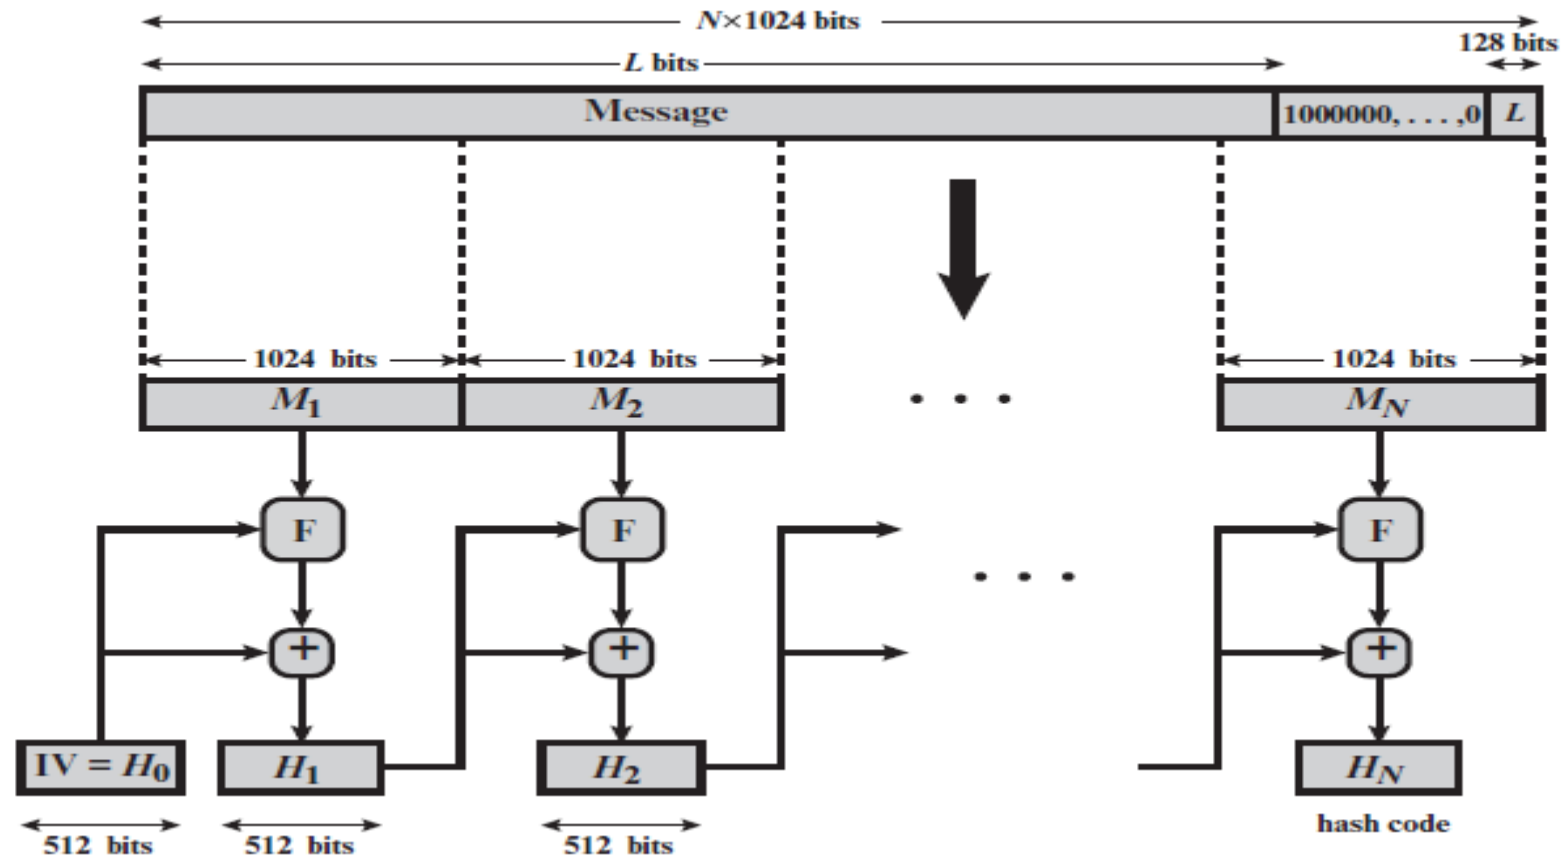 N×1024 bits
128 bits
L bits
Message
1000000, . . . ,0
L
1024 bits
1024 bits
1024 bits
M1
M2
. . .
MN
F
F
F
. . .
+
+
+
IV = H0
H1
H2
HN
hash code
512 bits
512 bits
512 bits